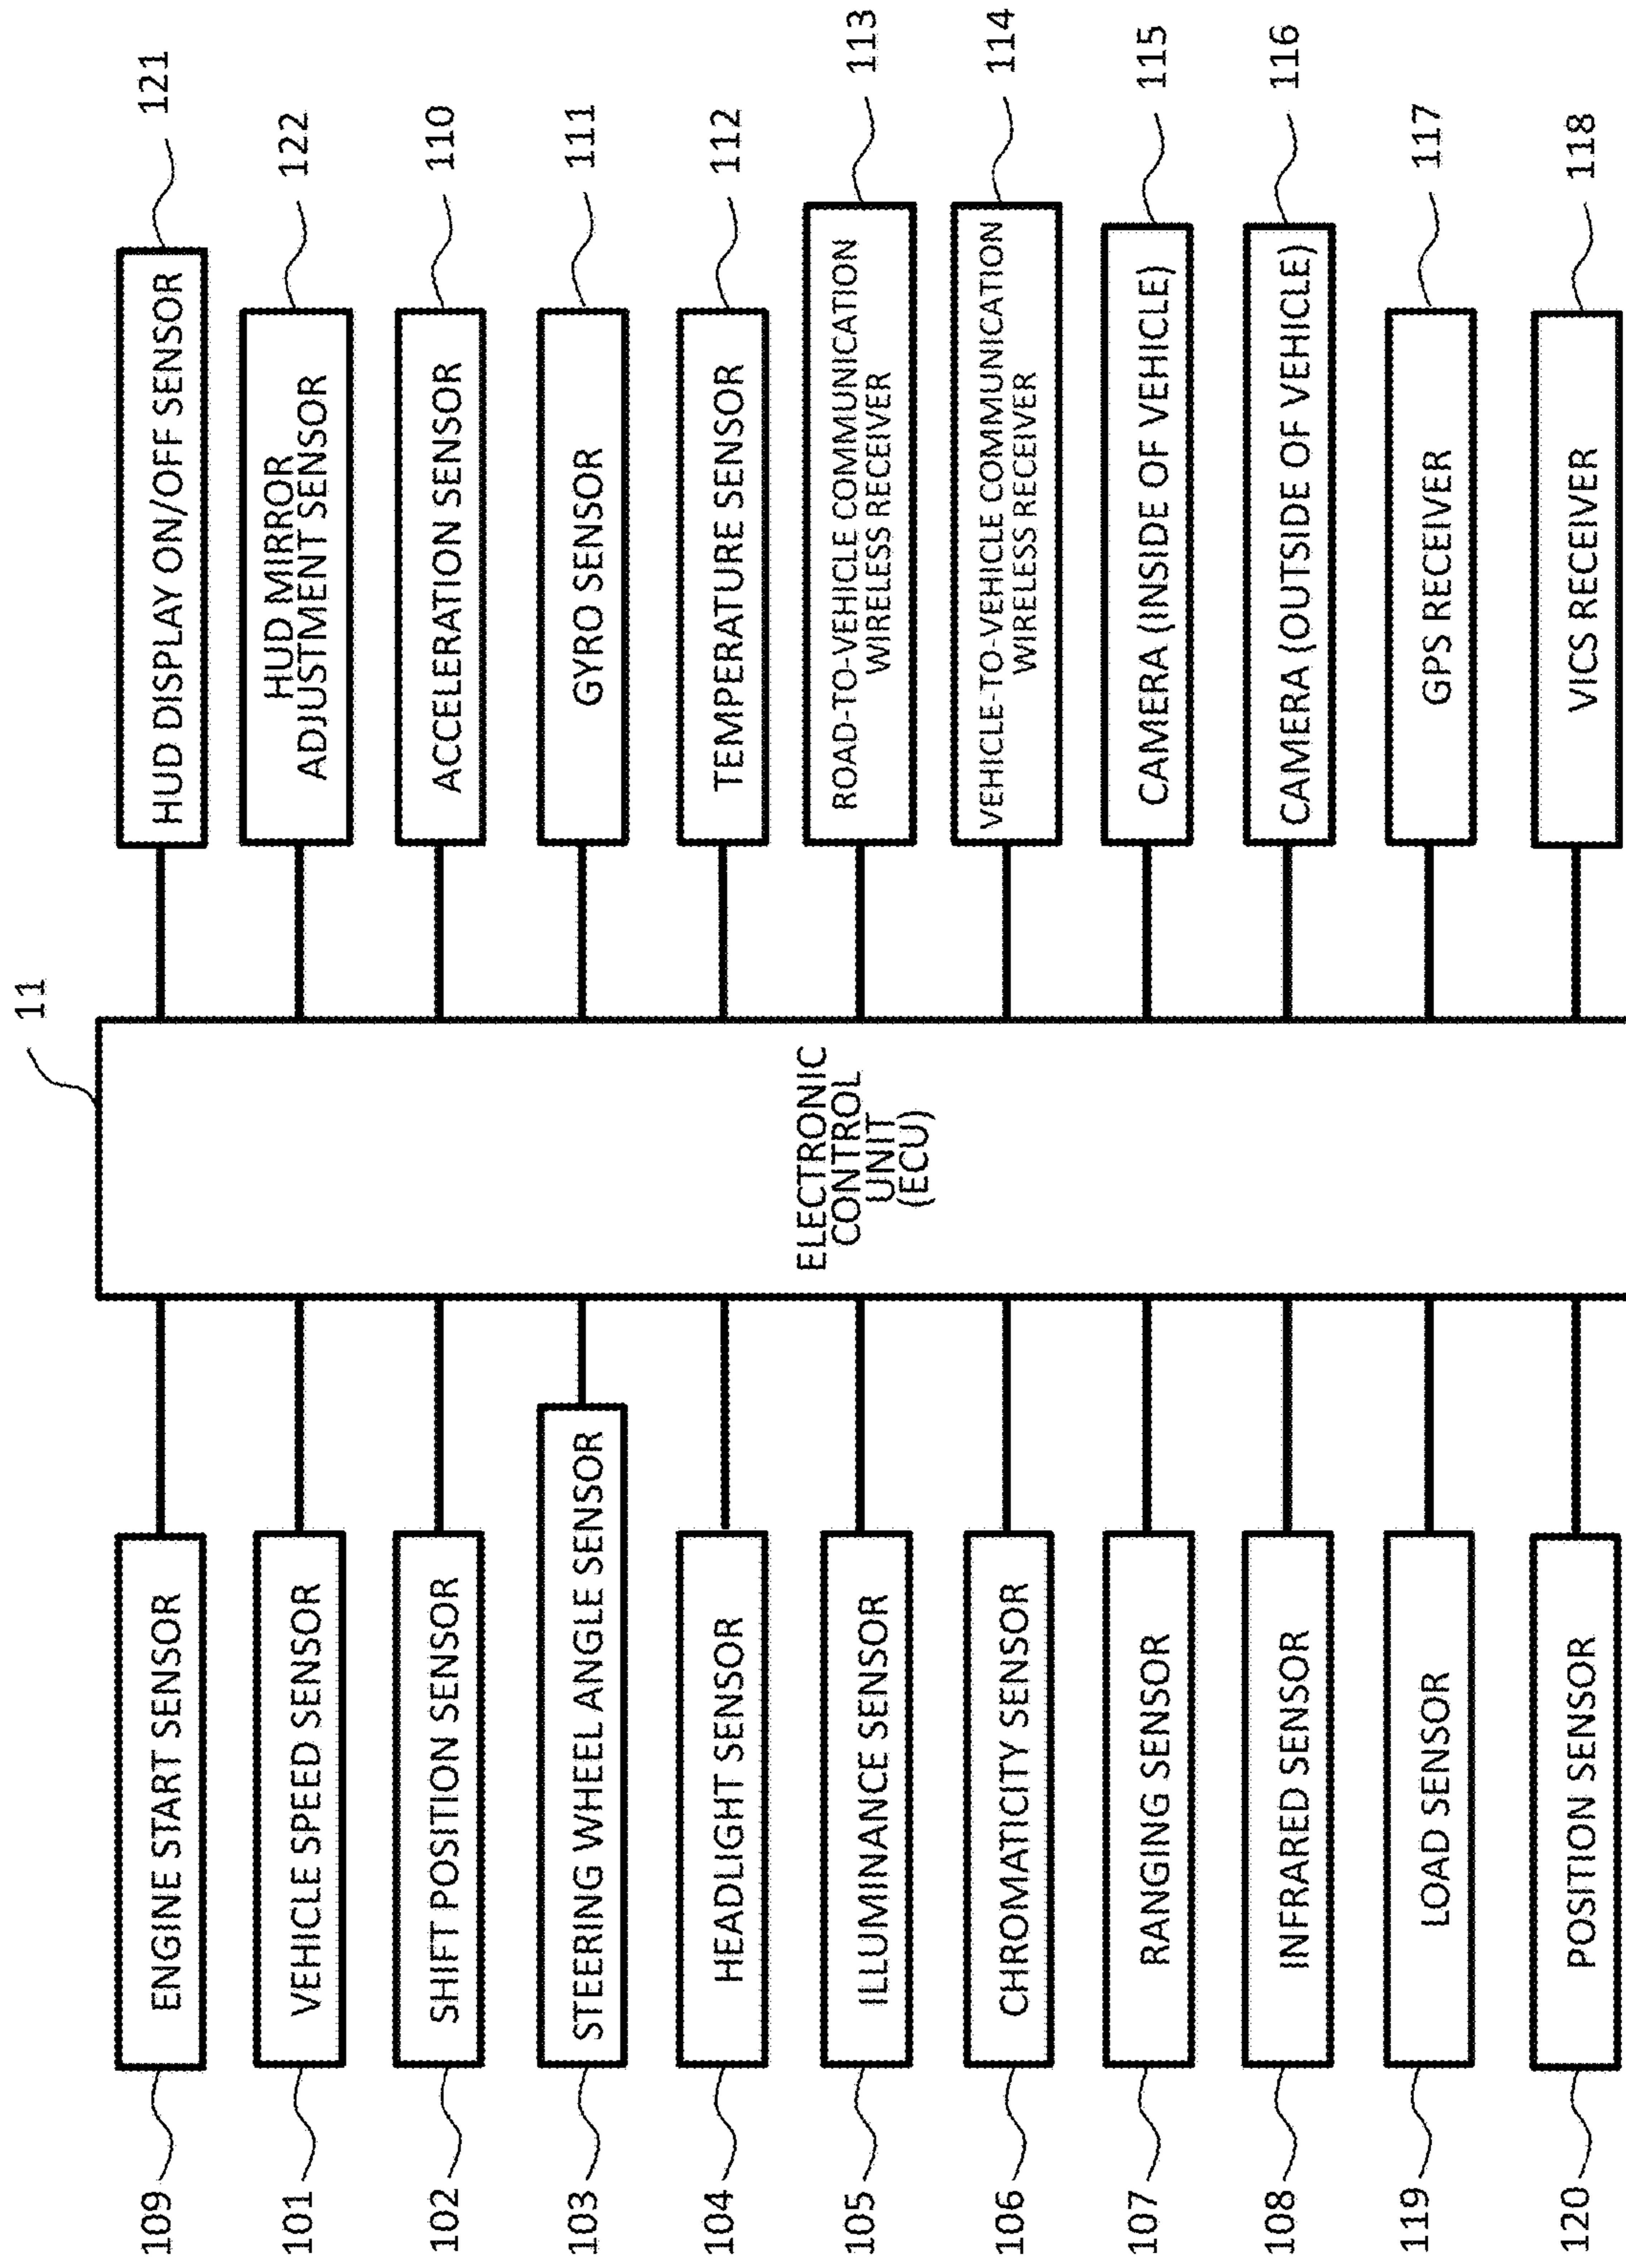 11
109
ENGINE START SENSOR
HUD DISPLAY ON/OFF SENSOR
121
101
VEHICLE SPEED SENSOR
HUD MIRROR
ADJUSTMENT SENSOR
122
102
SHIFT POSITION SENSOR
ACCELERATION SENSOR
110
103
STEERING WHEEL ANGLE SENSOR
GYRO SENSOR
111
104
HEADLIGHT SENSOR
TEMPERATURE SENSOR
112
ELECTRONIC
CONTROL
UNIT
(ECU)
105
ILLUMINANCE SENSOR
ROAD-TO-VEHICLE COMMUNICATION
WIRELESS RECEIVER
113
106
CHROMATICITY SENSOR
VEHICLE-TO-VEHICLE COMMUNICATION
WIRELESS RECEIVER
114
107
RANGING SENSOR
CAMERA (INSIDE OF VEHICLE)
115
108
INFRARED SENSOR
CAMERA (OUTSIDE OF VEHICLE)
116
119
LOAD SENSOR
GPS RECEIVER
117
120
POSITION SENSOR
VICS RECEIVER
118